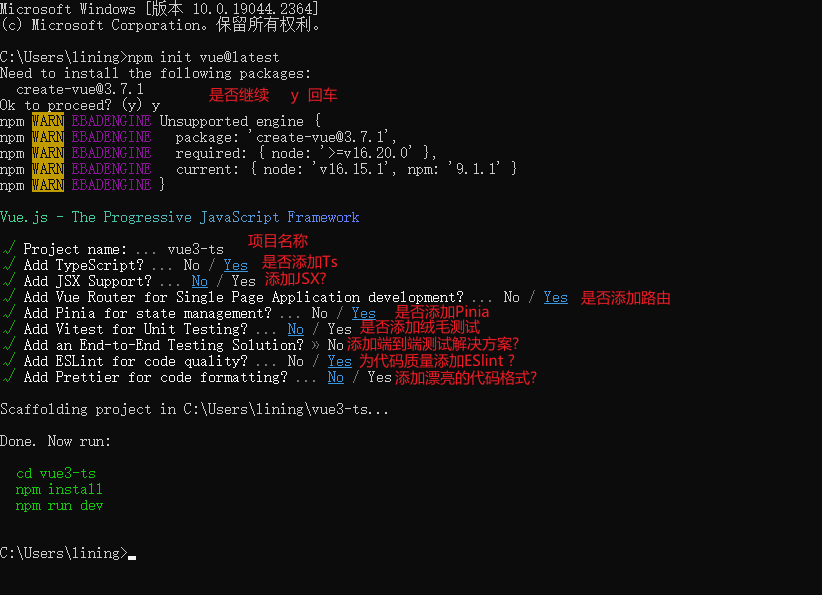 Microsoft Windows [版本 10.0.19044.2364]
(c) Microsoft Corporation。保留所有权利。
C:\Users\lining>npm init vue@latest
Need to install the following packages:
  create-vue@3.7.1
是否继续 y 回车
Ok to proceed? (y) y
npm WARN EBADENGINE Unsupported engine {
npm WARN EBADENGINE   package: 'create-vue@3.7.1',
npm WARN EBADENGINE   required: { node: '>=v16.20.0' },
npm WARN EBADENGINE   current: { node: 'v16.15.1', npm: '9.1.1' }
npm WARN EBADENGINE }
Vue.js - The Progressive JavaScript Framework
√ Project name: ... vue3-ts 项目名称
√ Add TypeScript? ... No / Yes 是否添加Ts
√ Add JSX Support? ... No / Yes 添加JSX?
√ Add Vue Router for Single Page Application development? ... No / Yes 是否添加路由
√ Add Pinia for state management? ... No / Yes 是否添加Pinia
√ Add Vitest for Unit Testing? ... No / Yes 是否添加绒毛测试
√ Add an End-to-End Testing Solution? » No 添加端到端测试解决方案?
√ Add ESLint for code quality? ... No / Yes 为代码质量添加ESlint ?
√ Add Prettier for code formatting? ... No / Yes 添加漂亮的代码格式?
Scaffolding project in C:\Users\lining\vue3-ts...
Done. Now run:
  cd vue3-ts
  npm install
  npm run dev
C:\Users\lining>